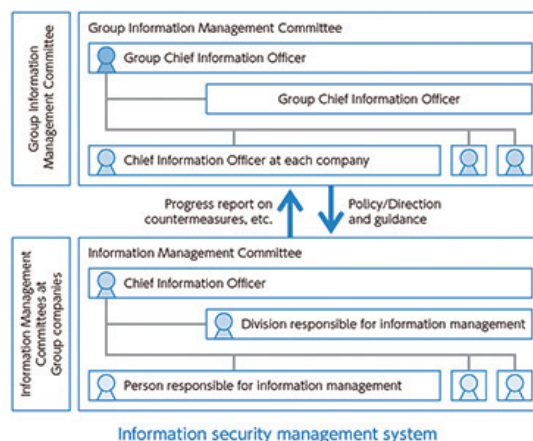 Group Information
Management Committee
Group Information Management Committee
Group Chief Information Officer
Group Chief Information Officer
Chief Information Officer at each company
Progress report on
countermeasures, etc.
Policy/Direction
and guidance
Information Management
Committees at
Group companies
Information Management Committee
Chief Information Officer
Division responsible for information management
Person responsible for information management
Information security management system